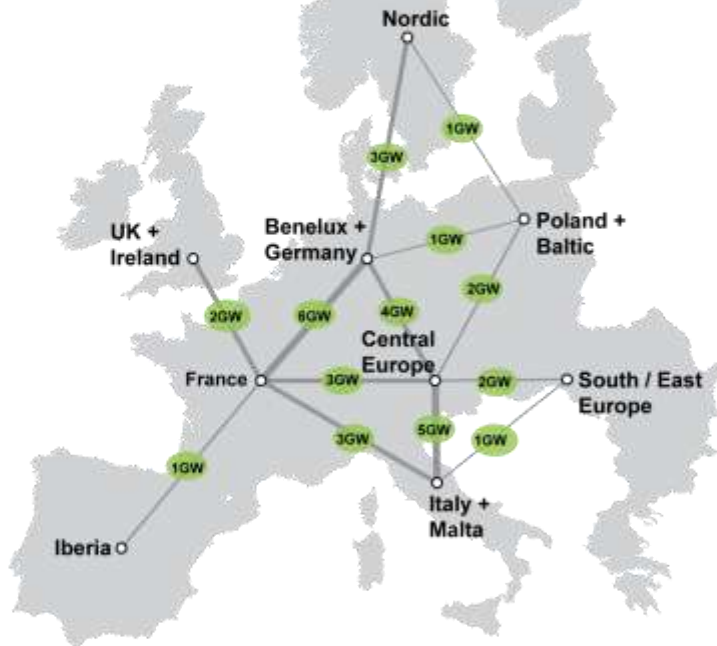 Nordic
1GW
3GW
UK +
Ireland
Benelux +
Germany
Poland +
Baltic
1GW
2GW
2GW
6GW
4GW
Central
Europe
France
3GW
2GW
South / East
Europe
3GW
5GW
1GW
1GW
Italy +
Malta
Iberia